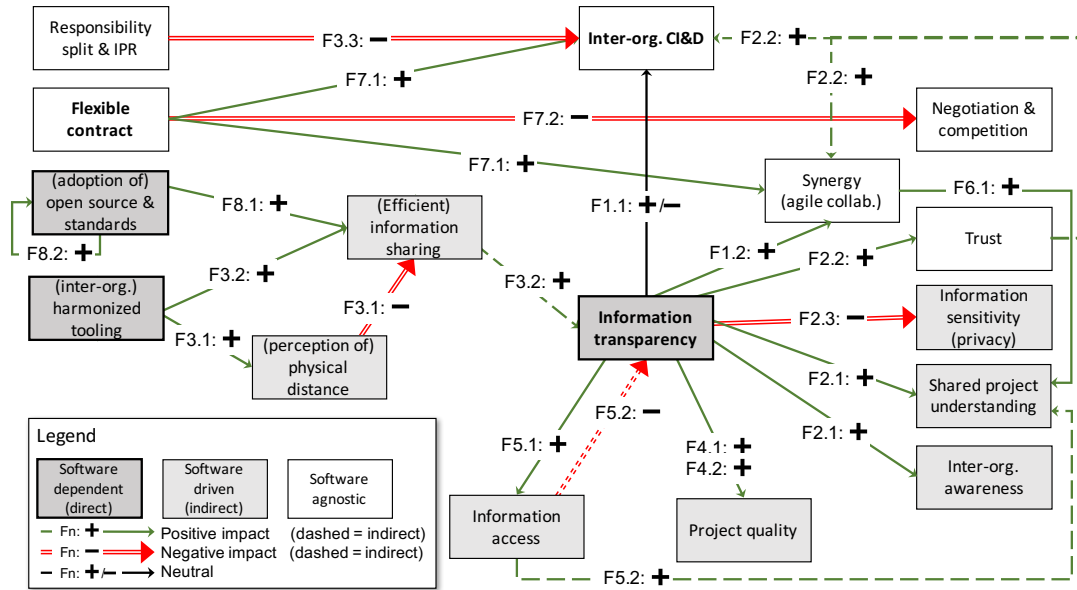 Responsibility
split & IPR
F3.3: −
Inter-org. CI&D
F2.2: +
F7.1: +
F2.2: +
Flexible
contract
F7.2: −
Negotiation &
competition
F7.1: +
(adoption of)
open source &
standards
F8.1: +
(Efficient)
information
sharing
F1.1: +/−
Synergy
(agile collab.)
F6.1: +
F8.2: +
F3.2: +
F1.2: +
F2.2: +
Trust
(inter-org.)
harmonized
tooling
F3.1: −
F3.2: +
Information
transparency
F2.3: −
Information
sensitivity
(privacy)
F3.1: +
(perception of)
physical
distance
F2.1: +
Shared project
understanding
F5.2: −
F2.1: +
F5.1: +
F4.1: +
F4.2: +
Inter-org.
awareness
Information
access
Project quality
F5.2: +
Legend
Software
dependent
(direct)
Software
driven
(indirect)
Software
agnostic
Fn: + Positive impact (dashed = indirect)
Fn: − Negative impact (dashed = indirect)
Fn: +/− Neutral